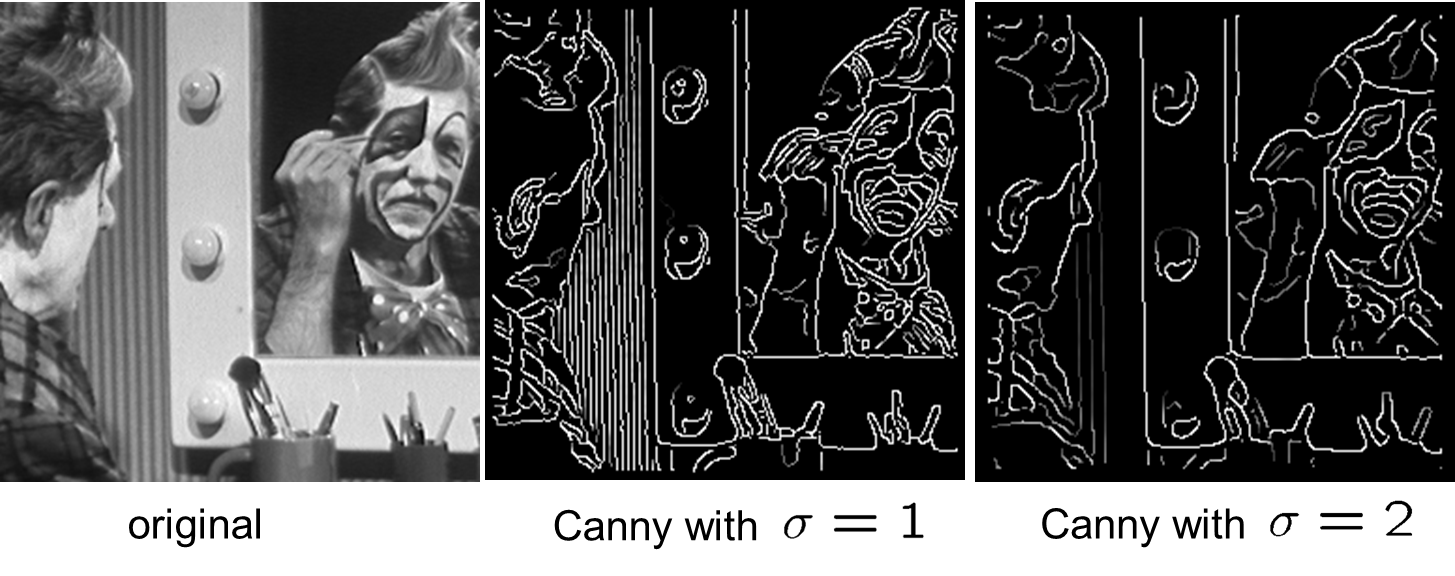 original
Canny with σ = 1
Canny with σ = 2